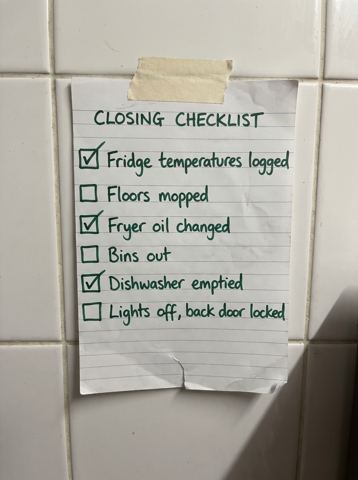 CLOSING CHECKLIST
☑ Fridge temperatures logged
☐ Floors mopped
☑ Fryer oil changed
☐ Bins out
☑ Dishwasher emptied
☐ Lights off, back door locked